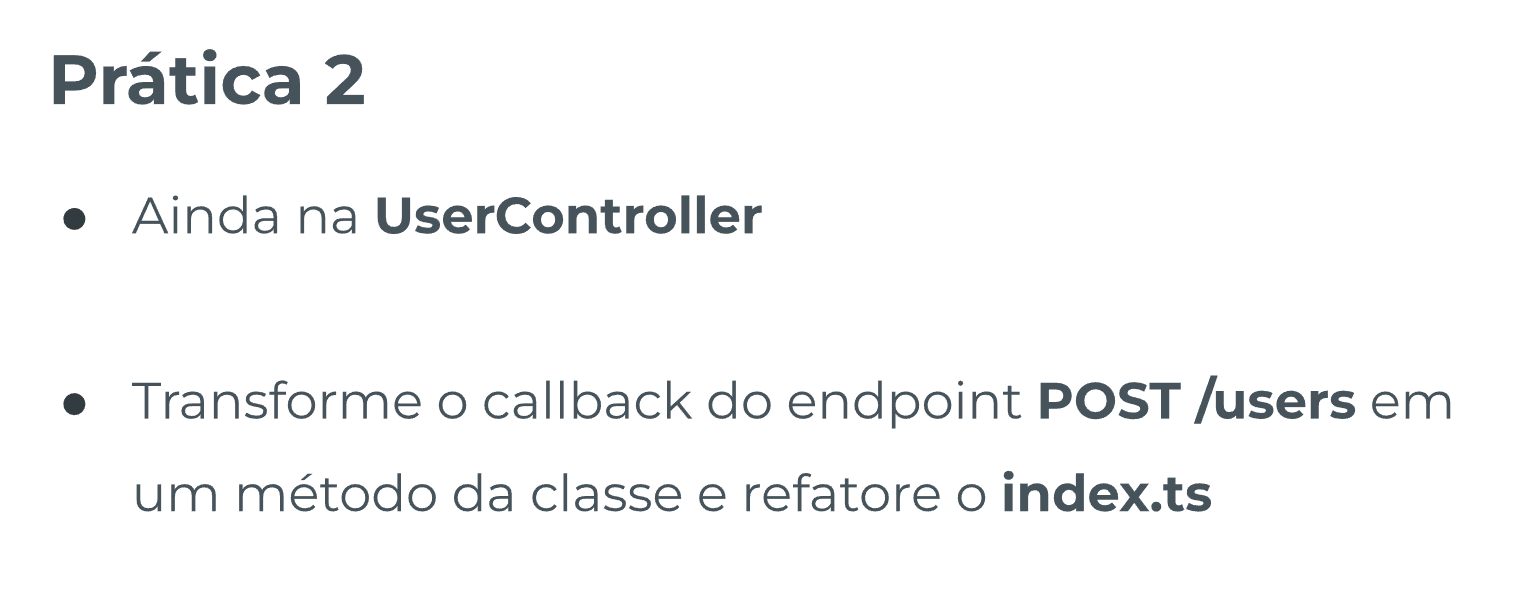 Prática 2
● Ainda na UserController
● Transforme o callback do endpoint POST /users em
um método da classe e refatore o index.ts